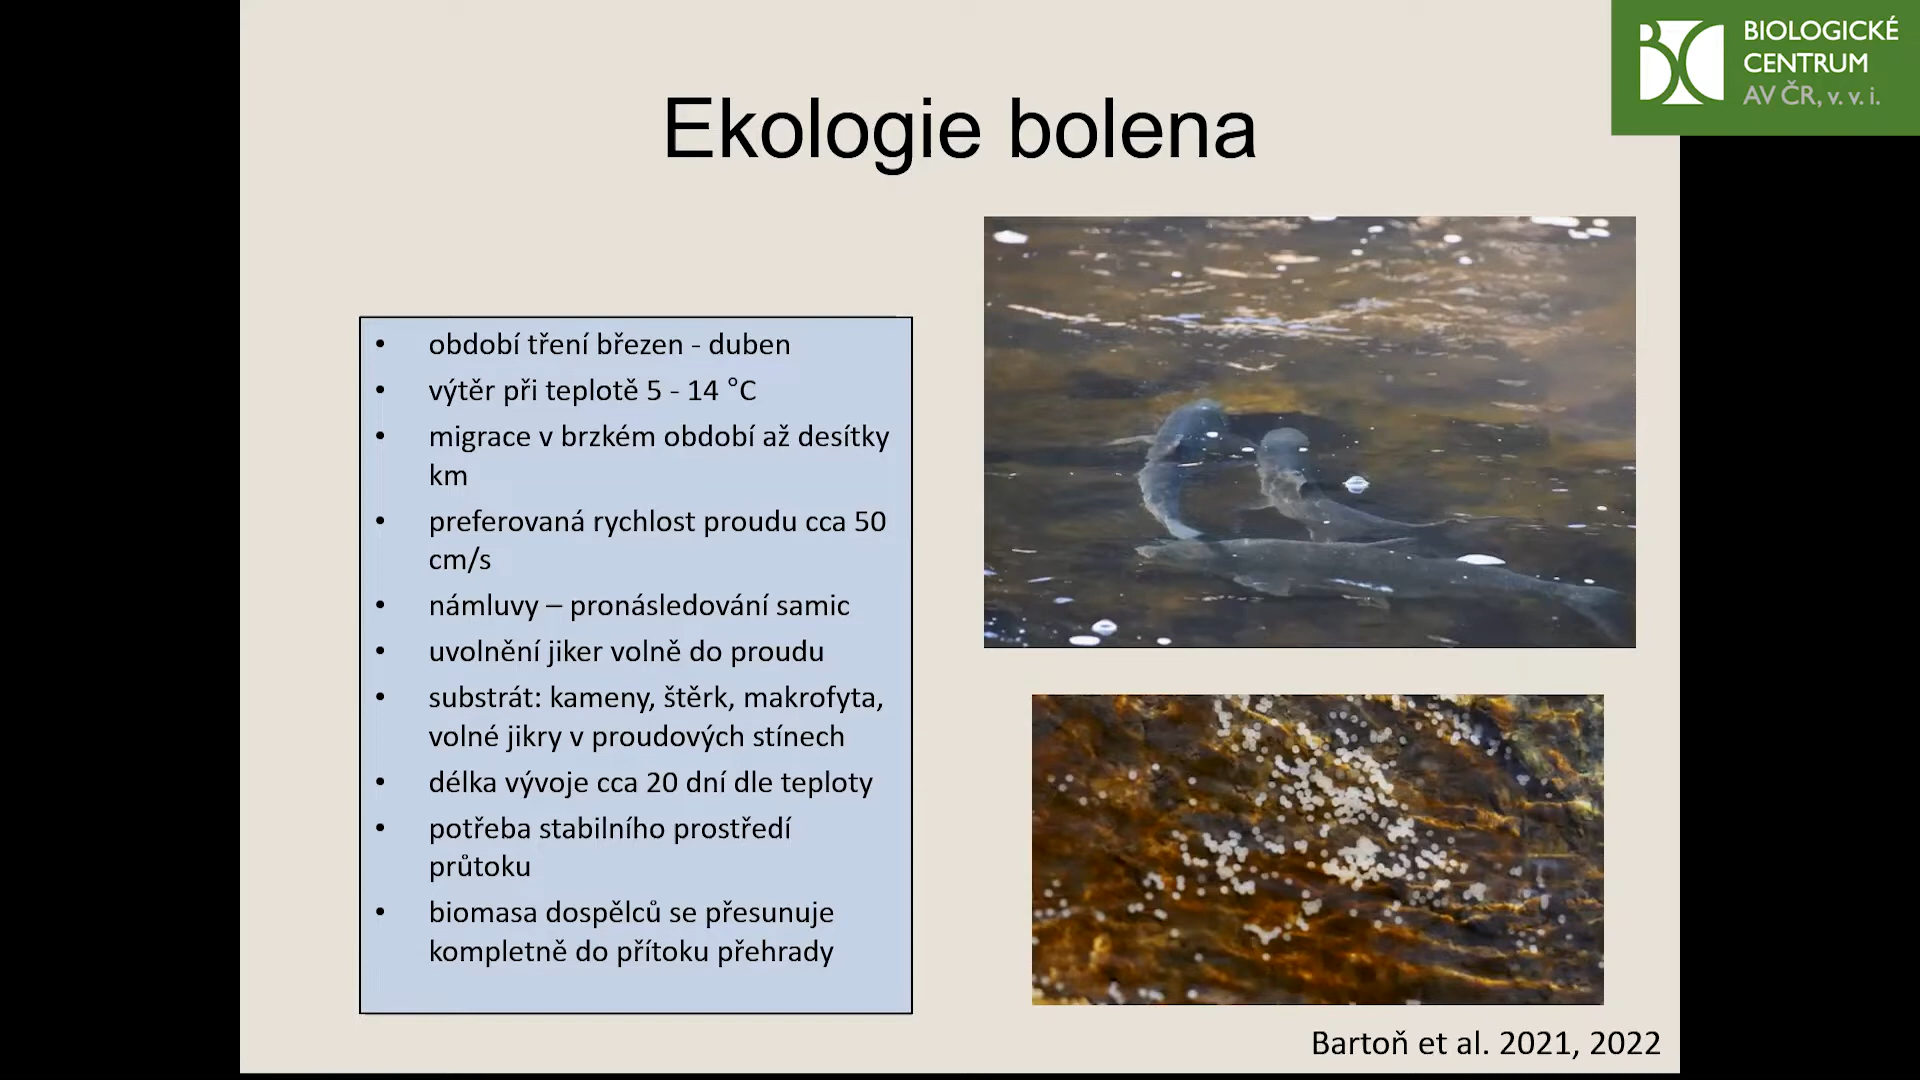 BIOLOGICKÉ
CENTRUM
AV ČR, v. v. i.
Ekologie bolena
• období tření březen - duben
• výtěr při teplotě 5 - 14 °C
• migrace v brzkém období až desítky
km
• preferovaná rychlost proudu cca 50
cm/s
• námluvy – pronásledování samic
• uvolnění jiker volně do proudu
• substrát: kameny, štěrk, makrofyta,
volné jikry v proudových stínech
• délka vývoje cca 20 dní dle teploty
• potřeba stabilního prostředí
průtoku
• biomasa dospělců se přesunuje
kompletně do přítoku přehrady
Bartoň et al. 2021, 2022